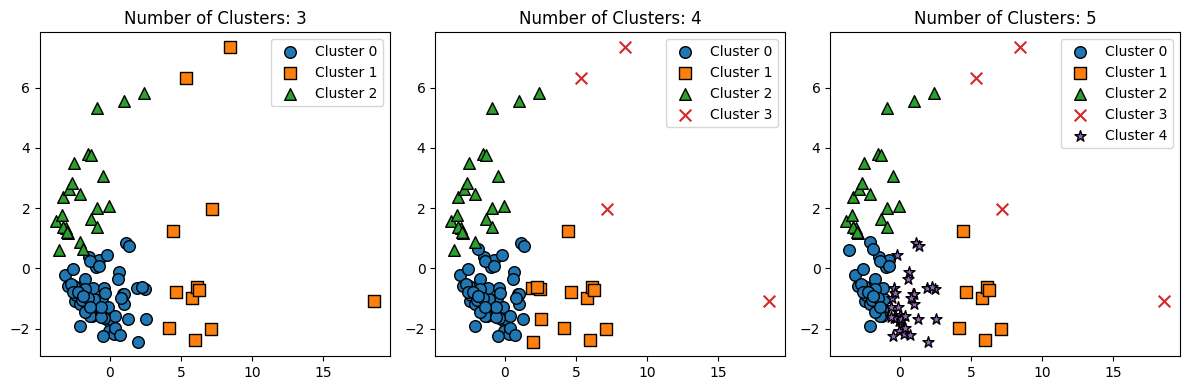 Number of Clusters: 3
Cluster 0
Cluster 1
Cluster 2
6
4
2
0
−2
0 5 10 15
Number of Clusters: 4
Cluster 0
Cluster 1
Cluster 2
Cluster 3
6
4
2
0
−2
0 5 10 15
Number of Clusters: 5
Cluster 0
Cluster 1
Cluster 2
Cluster 3
Cluster 4
6
4
2
0
−2
0 5 10 15